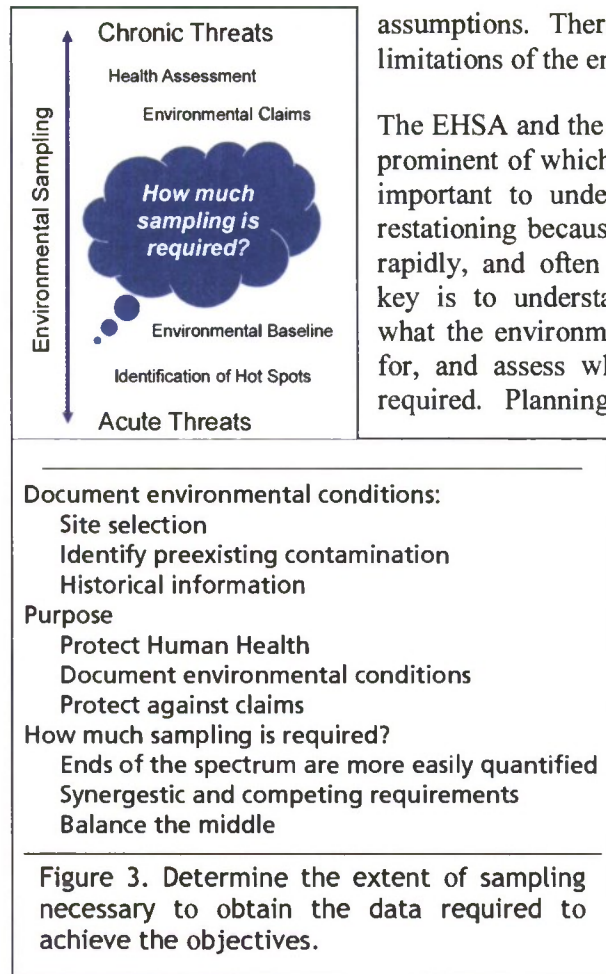 Chronic Threats
Health Assessment
Environmental Claims
How much
sampling is
required?
Environmental Baseline
Identification of Hot Spots
Acute Threats
Environmental Sampling
assumptions. Ther
limitations of the er
The EHSA and the
prominent of which
important to unde
restationing becaus
rapidly, and often
key is to understa
what the environm
for, and assess wh
required. Planning
Document environmental conditions:
Site selection
Identify preexisting contamination
Historical information
Purpose
Protect Human Health
Document environmental conditions
Protect against claims
How much sampling is required?
Ends of the spectrum are more easily quantified
Synergestic and competing requirements
Balance the middle
Figure 3. Determine the extent of sampling
necessary to obtain the data required to
achieve the objectives.